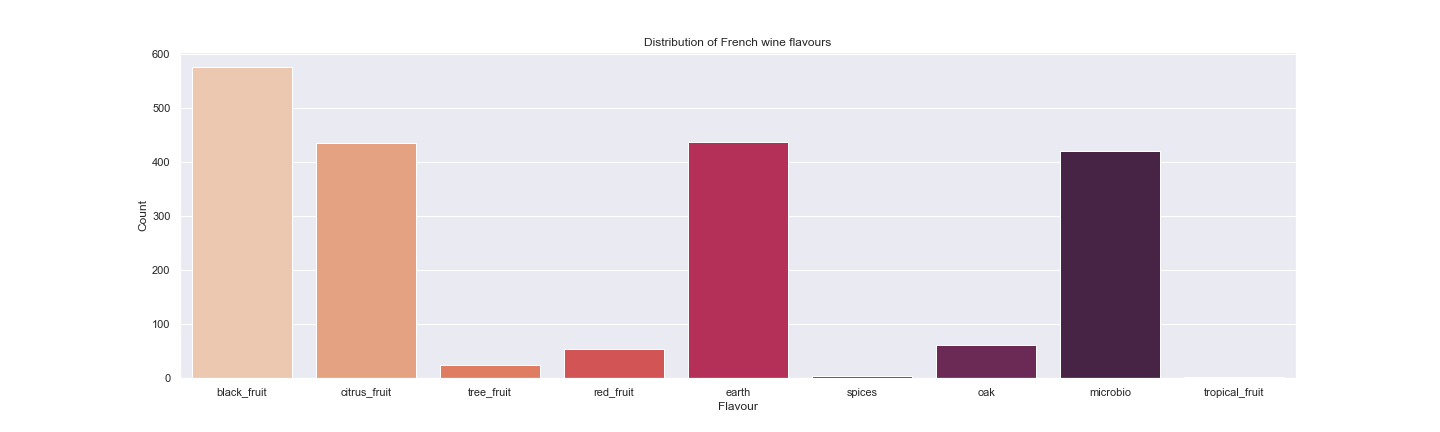 Distribution of French wine flavours
600
500
400
300
200
100
0
Count
black_fruit citrus_fruit tree_fruit red_fruit earth spices oak microbio tropical_fruit
Flavour